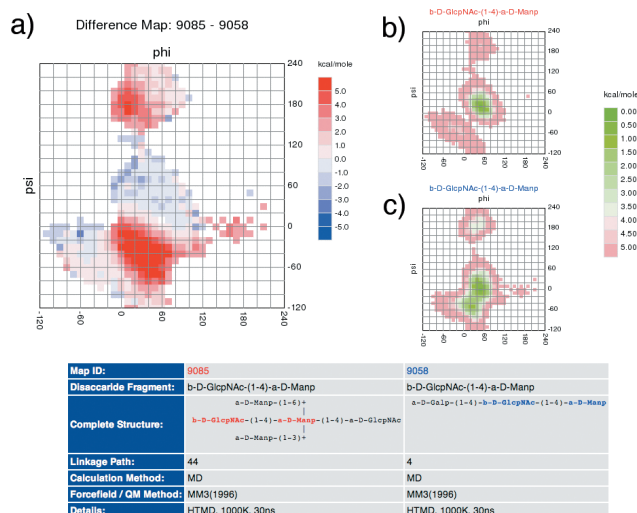 a)
Difference Map: 9085 - 9058
phi
240
180
120
60
0
-60
-120
psi
-120
-60
0
60
120
180
240
kcal/mole
5.0
4.0
3.0
2.0
1.0
0.0
-1.0
-2.0
-3.0
-4.0
-5.0
b)
b-D-GlcpNAc-(1-4)-a-D-Manp
phi
240
180
120
60
0
-60
-120
psi
-120
-60
0
60
120
180
240
c)
b-D-GlcpNAc-(1-4)-a-D-Manp
phi
240
180
120
60
0
-60
-120
psi
-120
-60
0
60
120
180
240
kcal/mole
0.00
0.50
1.00
1.50
2.00
2.50
3.00
3.50
4.00
4.50
5.00
Map ID: 9085 9058
Disaccaride Fragment: b-D-GlcpNAc-(1-4)-a-D-Manp b-D-GlcpNAc-(1-4)-a-D-Manp
a-D-Manp-(1-6)+ a-D-Galp-(1-4)-b-D-GlcpNAc-(1-4)-a-D-Manp
|
Complete Structure: b-D-GlcpNAc-(1-4)-a-D-Manp-(1-4)-a-D-GlcpNAc
|
a-D-Manp-(1-3)+
Linkage Path: 44 4
Calculation Method: MD MD
Forcefield / QM Method: MM3(1996) MM3(1996)
Details: HTMD, 1000K, 30ns HTMD, 1000K, 30ns